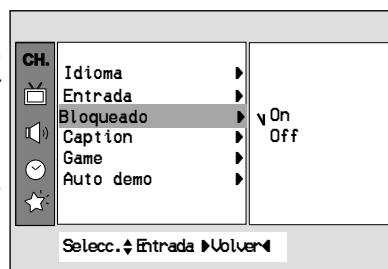 CH.
Idioma
Entrada
Bloqueado
Caption
Game
Auto demo
On
Off
Selecc. Entrada Volver